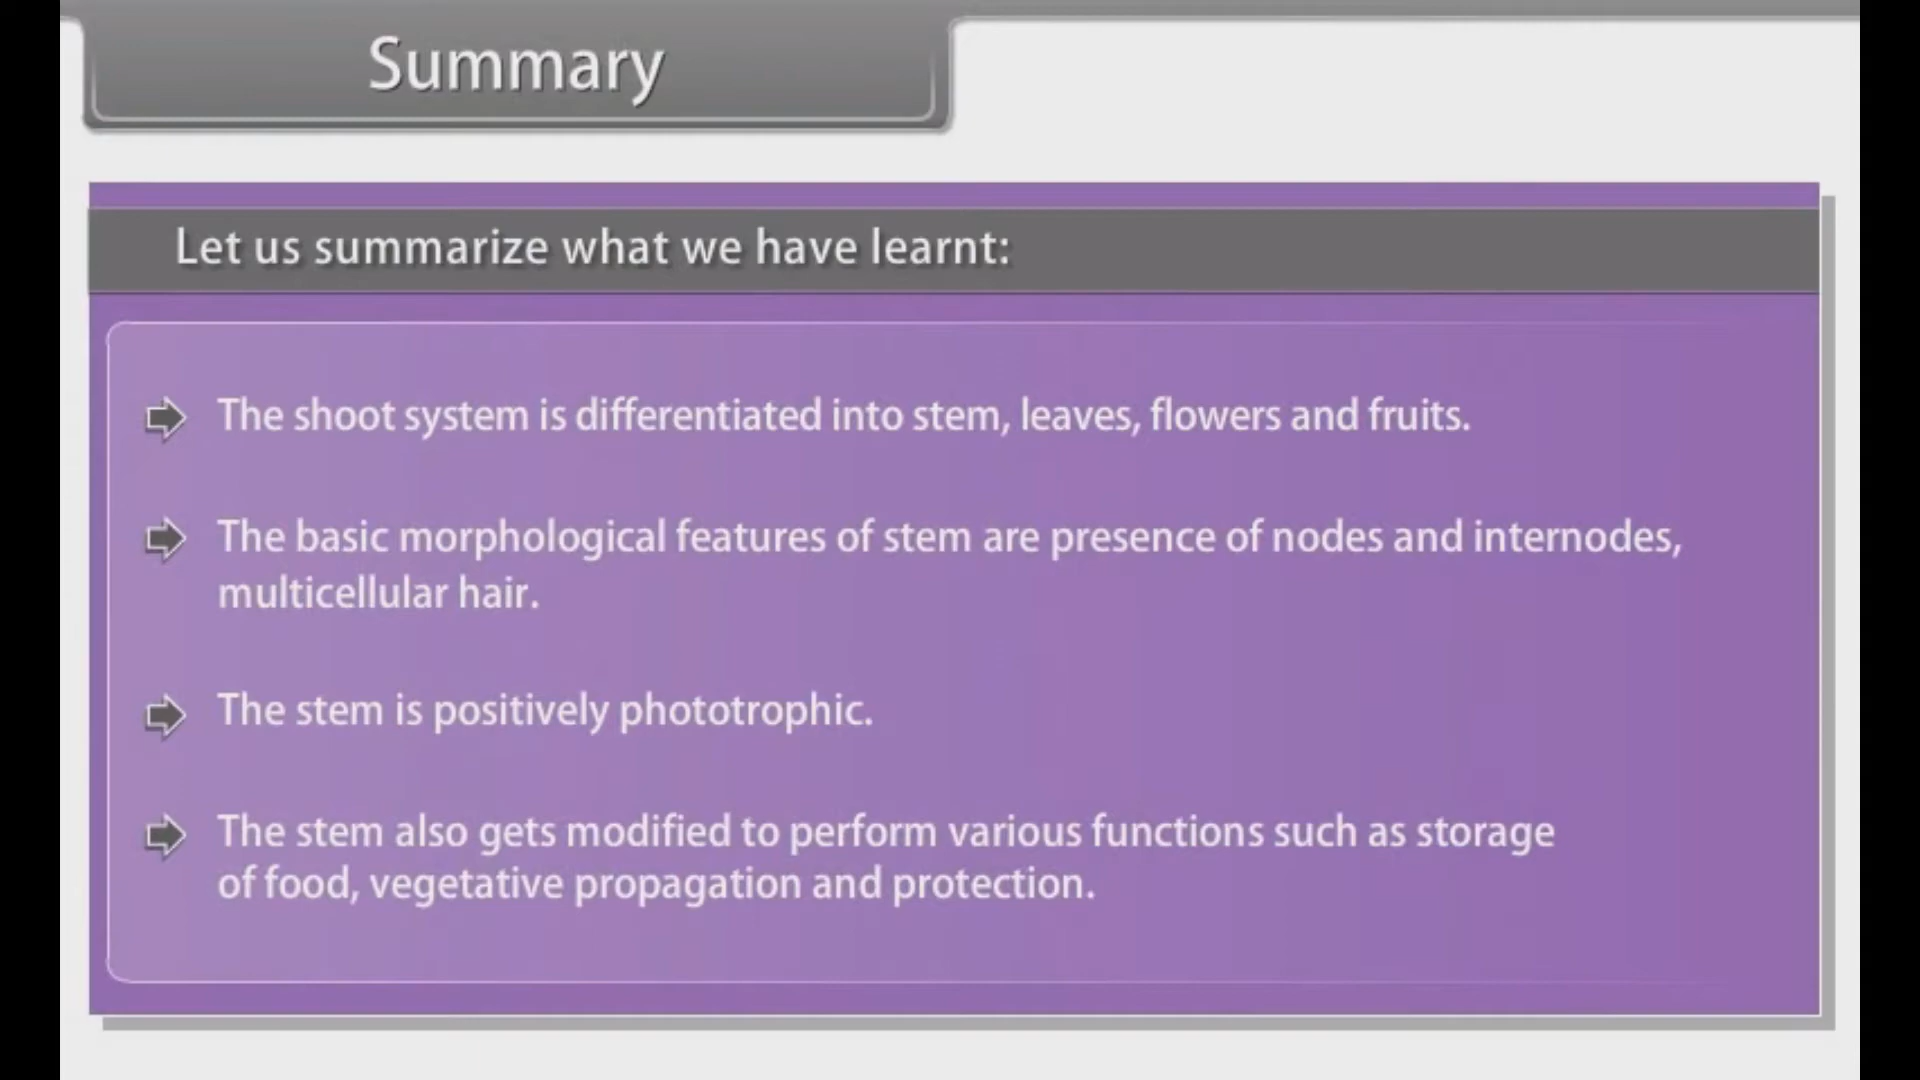 Summary
Let us summarize what we have learnt:
The shoot system is differentiated into stem, leaves, flowers and fruits.
The basic morphological features of stem are presence of nodes and internodes,
multicellular hair.
The stem is positively phototrophic.
The stem also gets modified to perform various functions such as storage
of food, vegetative propagation and protection.